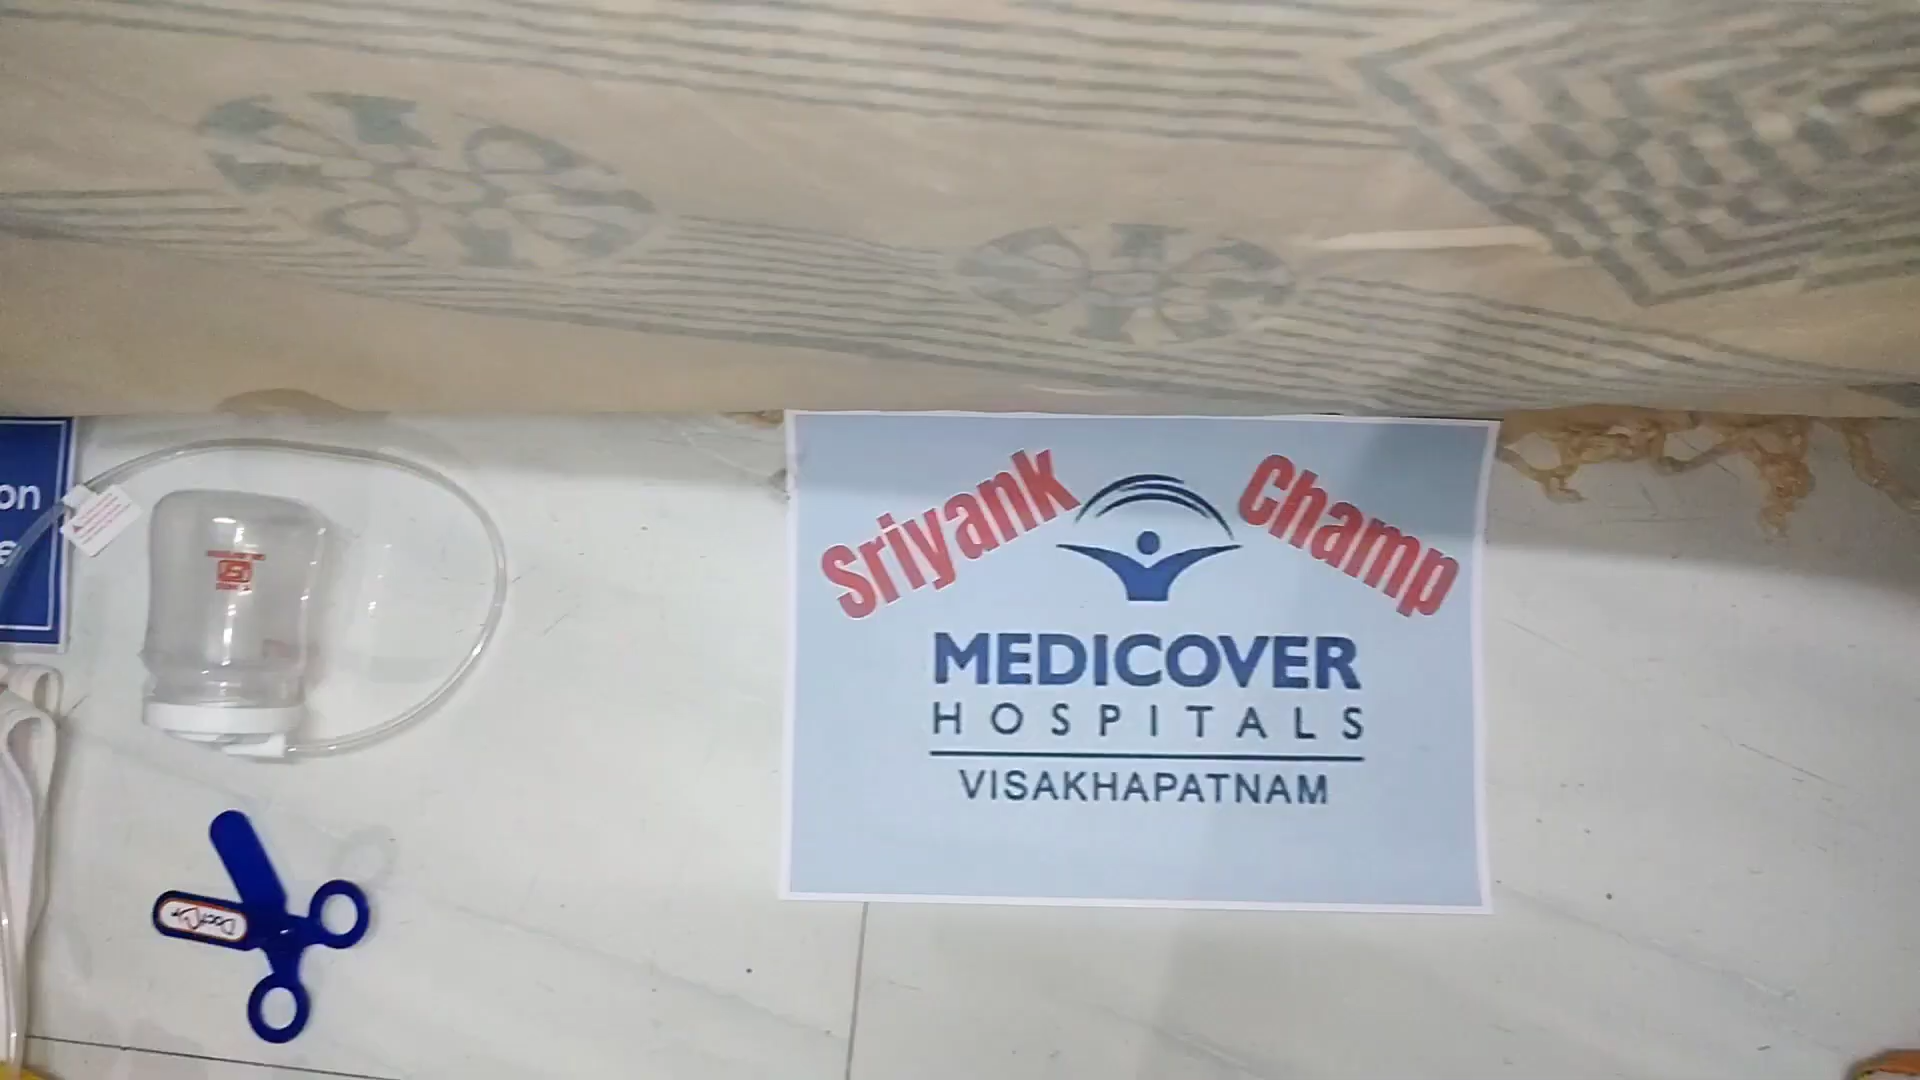 on
Sriyank Champ
MEDICOVER
HOSPITALS
VISAKHAPATNAM